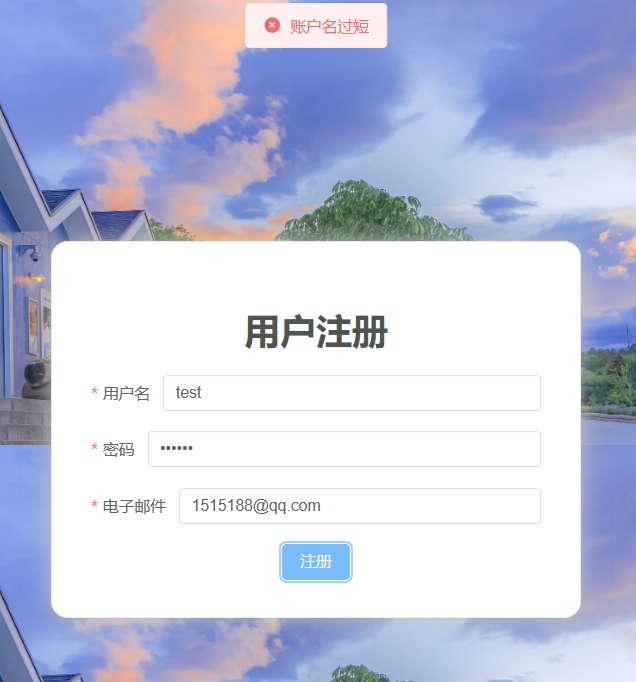 账户名过短
用户注册
* 用户名 test
* 密码 ••••••
* 电子邮件 1515188@qq.com
注册